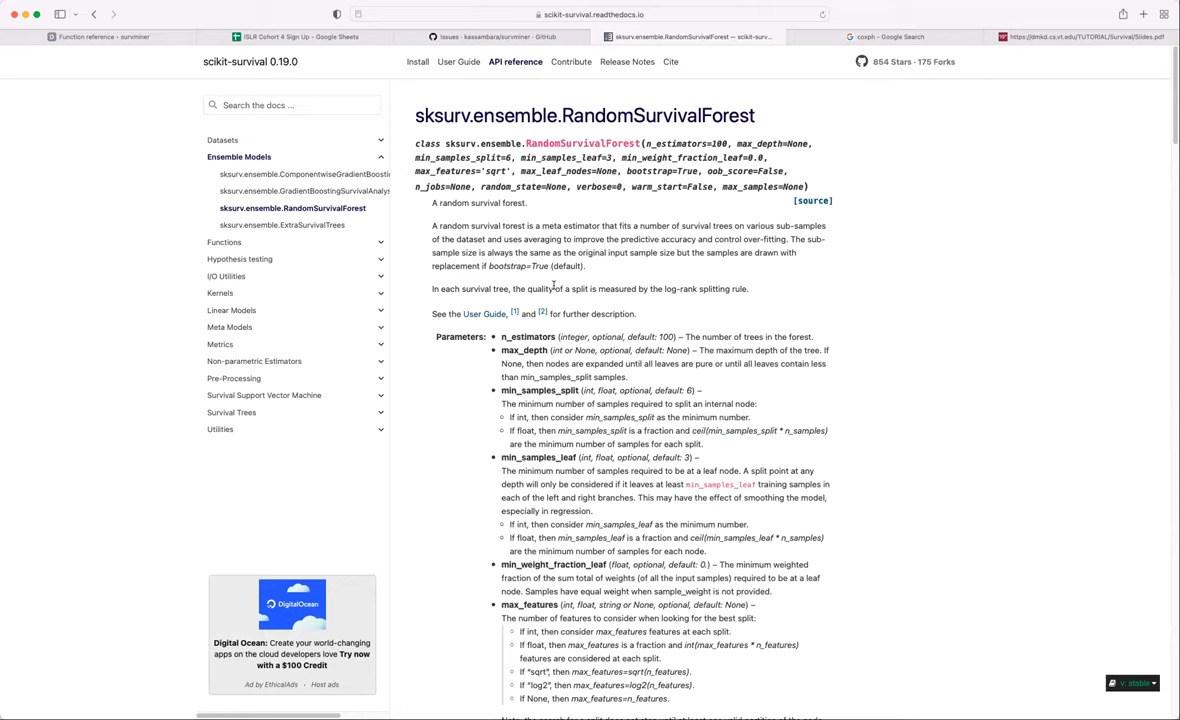 scikit-survival.readthedocs.io
Function reference • survminer
ISLR Cohort 4 Sign Up - Google Sheets
Issues · kassambara/survminer · GitHub
sksurv.ensemble.RandomSurvivalForest — scikit-surv...
cosph - Google Search
https://dmkd.cs.vt.edu/TUTORIAL/Survival/Slides.pdf
scikit-survival 0.19.0
Install User Guide API reference Contribute Release Notes Cite
854 Stars · 175 Forks
Search the docs ...
Datasets
Ensemble Models
sksurv.ensemble.ComponentwiseGradientBoosti
sksurv.ensemble.GradientBoostingSurvivalAnalys
sksurv.ensemble.RandomSurvivalForest
sksurv.ensemble.ExtraSurvivalTrees
Functions
Hypothesis testing
I/O Utilities
Kernels
Linear Models
Meta Models
Metrics
Non-parametric Estimators
Pre-Processing
Survival Support Vector Machine
Survival Trees
Utilities
DigitalOcean
Digital Ocean: Create your world-changing
apps on the cloud developers love Try now
with a $100 Credit
Ad by EthicalAds · Host ads
sksurv.ensemble.RandomSurvivalForest
class sksurv.ensemble.RandomSurvivalForest(n_estimators=100, max_depth=None,
min_samples_split=6, min_samples_leaf=3, min_weight_fraction_leaf=0.0,
max_features='sqrt', max_leaf_nodes=None, bootstrap=True, oob_score=False,
n_jobs=None, random_state=None, verbose=0, warm_start=False, max_samples=None)
[source]
A random survival forest.
A random survival forest is a meta estimator that fits a number of survival trees on various sub-samples
of the dataset and uses averaging to improve the predictive accuracy and control over-fitting. The sub-
sample size is always the same as the original input sample size but the samples are drawn with
replacement if bootstrap=True (default).
In each survival tree, the quality of a split is measured by the log-rank splitting rule.
See the User Guide, [1] and [2] for further description.
Parameters: • n_estimators (integer, optional, default: 100) – The number of trees in the forest.
• max_depth (int or None, optional, default: None) – The maximum depth of the tree. If
None, then nodes are expanded until all leaves are pure or until all leaves contain less
than min_samples_split samples.
• min_samples_split (int, float, optional, default: 6) –
The minimum number of samples required to split an internal node:
○ If int, then consider min_samples_split as the minimum number.
○ If float, then min_samples_split is a fraction and ceil(min_samples_split * n_samples)
are the minimum number of samples for each split.
• min_samples_leaf (int, float, optional, default: 3) –
The minimum number of samples required to be at a leaf node. A split point at any
depth will only be considered if it leaves at least min_samples_leaf training samples in
each of the left and right branches. This may have the effect of smoothing the model,
especially in regression.
○ If int, then consider min_samples_leaf as the minimum number.
○ If float, then min_samples_leaf is a fraction and ceil(min_samples_leaf * n_samples)
are the minimum number of samples for each node.
• min_weight_fraction_leaf (float, optional, default: 0.) – The minimum weighted
fraction of the sum total of weights (of all the input samples) required to be at a leaf
node. Samples have equal weight when sample_weight is not provided.
• max_features (int, float, string or None, optional, default: None) –
The number of features to consider when looking for the best split:
○ If int, then consider max_features features at each split.
○ If float, then max_features is a fraction and int(max_features * n_features)
features are considered at each split.
○ If "sqrt", then max_features=sqrt(n_features).
○ If "log2", then max_features=log2(n_features).
○ If None, then max_features=n_features.
v: stable